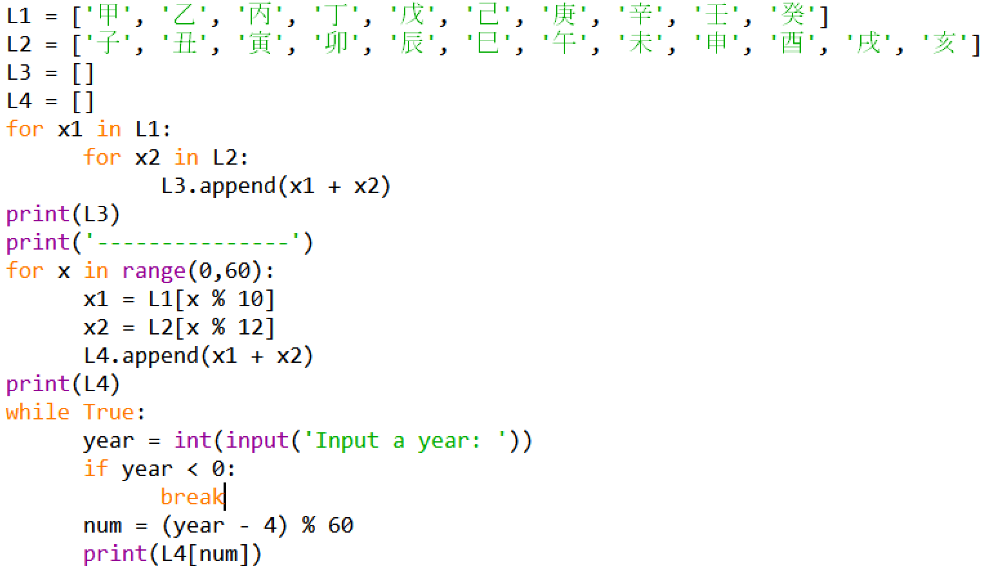 L1 = ['甲', '乙', '丙', '丁', '戊', '己', '庚', '辛', '壬', '癸']
L2 = ['子', '丑', '寅', '卯', '辰', '巳', '午', '未', '申', '酉', '戌', '亥']
L3 = []
L4 = []
for x1 in L1:
      for x2 in L2:
            L3.append(x1 + x2)
print(L3)
print('---------------')
for x in range(0,60):
      x1 = L1[x % 10]
      x2 = L2[x % 12]
      L4.append(x1 + x2)
print(L4)
while True:
      year = int(input('Input a year: '))
      if year < 0:
            break
      num = (year - 4) % 60
      print(L4[num])